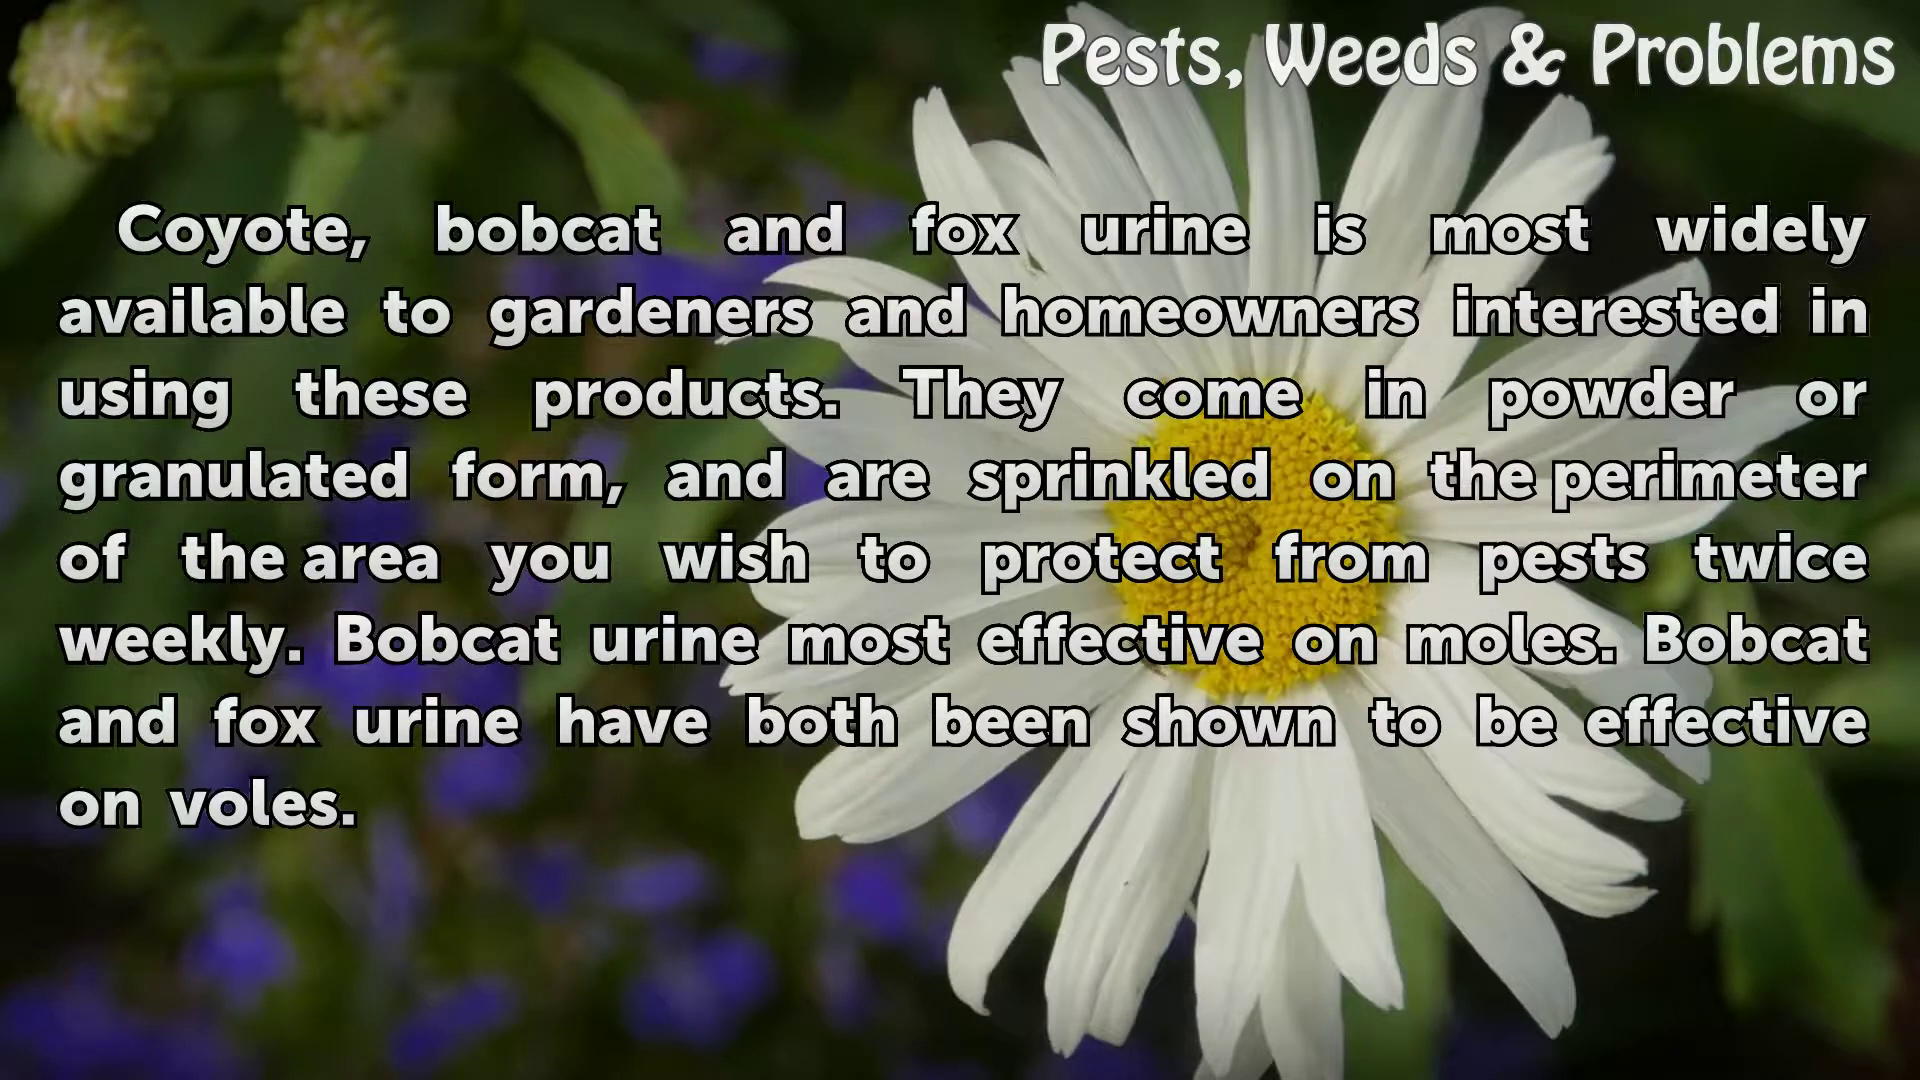 Pests, Weeds & Problems
Coyote, bobcat and fox urine is most widely
available to gardeners and homeowners interested in
using these products. They come in powder or
granulated form, and are sprinkled on the perimeter
of the area you wish to protect from pests twice
weekly. Bobcat urine most effective on moles. Bobcat
and fox urine have both been shown to be effective
on voles.